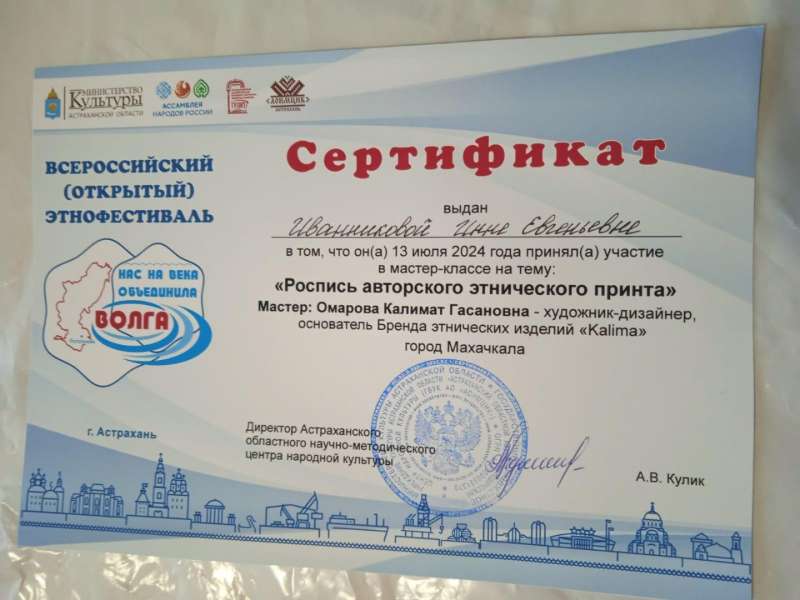 МИНИСТЕРСТВО
Культуры
АСТРАХАНСКОЙ ОБЛАСТИ
АССАМБЛЕЯ
НАРОДОВ РОССИИ
Сертификат
ВСЕРОССИЙСКИЙ
(ОТКРЫТЫЙ)
ЭТНОФЕСТИВАЛЬ
НАС НА ВЕКА
ОБЪЕДИНИЛА
ВОЛГА
выдан
Иванниковой Инне Евгеньевне
в том, что он(а) 13 июля 2024 года принял(а) участие
в мастер-классе на тему:
«Роспись авторского этнического принта»
Мастер: Омарова Калимат Гасановна - художник-дизайнер,
основатель Бренда этнических изделий «Kalima»
город Махачкала
г. Астрахань
Директор Астраханского
областного научно-методического
центра народной культуры
А.В. Кулик